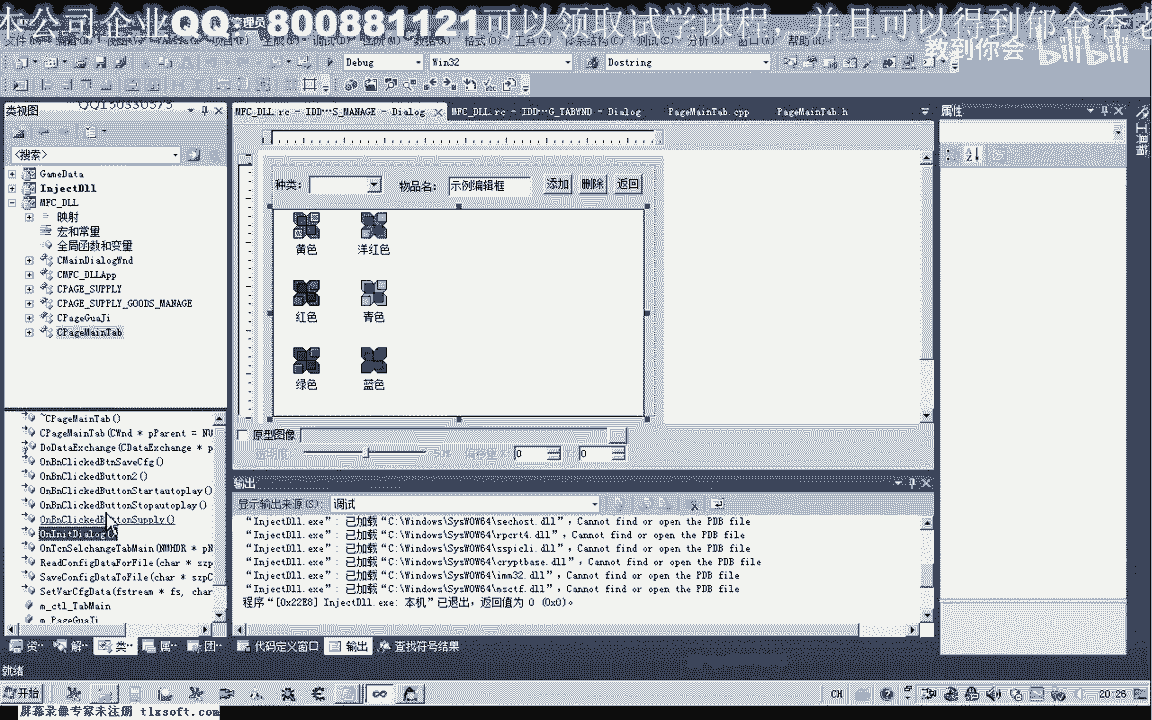 本公司企业QQ 800881121可以领取试学课程,并且可以得到郁金香老
管理员
教到你会 bilibili
Debug Win32 Dostring
QQ150330575
类视图
MFC_DLL.rc - IDD···S_MANAGE - Dialog MFC_DLL.rc - IDD···G_TABWND - Dialog PageMainTab.cpp PageMainTab.h
属性
工具箱
<搜索>
GameData
InjectDll
MFC_DLL
映射
宏和常量
全局函数和变量
CMainDialogWnd
CMFC_DLLApp
CPAGE_SUPPLY
CPAGE_SUPPLY_GOODS_MANAGE
CPageGuaJi
CPageMainTab
种类: 物品名: 示例编辑框 添加 删除 返回
黄色 洋红色
红色 青色
绿色 蓝色
原型图像
0 0
~CPageMainTab()
CPageMainTab(CWnd * pParent = NU
DoDataExchange(CDataExchange * p
OnBnClickedBtnSaveCfg()
OnBnClickedButton2()
OnBnClickedButtonStartautoplay()
OnBnClickedButtonStopautoplay()
OnBnClickedButtonSupply()
OnInitDialog()
OnTcnSelchangeTabMain(NMHDR * pN
ReadConfigDataForFile(char * szp
SaveConfigDataToFile(char * szpC
SetVarCfgData(fstream * fs, char
m_ctl_TabMain
m_PageGuaJi
输出
显示输出来源(S): 调试
“InjectDll.exe”: 已加载“C:\Windows\SysWOW64\sechost.dll”, Cannot find or open the PDB file
“InjectDll.exe”: 已加载“C:\Windows\SysWOW64\rpcrt4.dll”, Cannot find or open the PDB file
“InjectDll.exe”: 已加载“C:\Windows\SysWOW64\sspicli.dll”, Cannot find or open the PDB file
“InjectDll.exe”: 已加载“C:\Windows\SysWOW64\cryptbase.dll”, Cannot find or open the PDB file
“InjectDll.exe”: 已加载“C:\Windows\SysWOW64\imm32.dll”, Cannot find or open the PDB file
“InjectDll.exe”: 已加载“C:\Windows\SysWOW64\msctf.dll”, Cannot find or open the PDB file
程序“[0x22E8] InjectDll.exe: 本机”已退出,返回值为 0 (0x0)。
资·· 解·· 类·· 属·· 团·· 代码定义窗口 输出 查找符号结果
就绪
开始 CH 20:26
屏幕录像专家未注册 tlxsoft.com